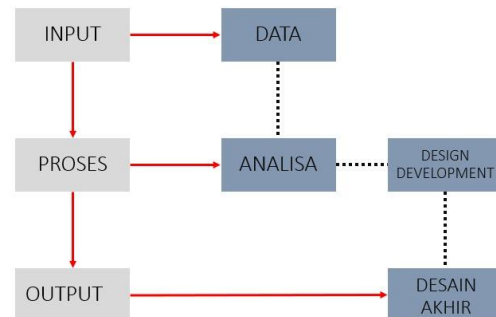 INPUT
DATA
PROSES
ANALISA
DESIGN
DEVELOPMENT
OUTPUT
DESAIN
AKHIR